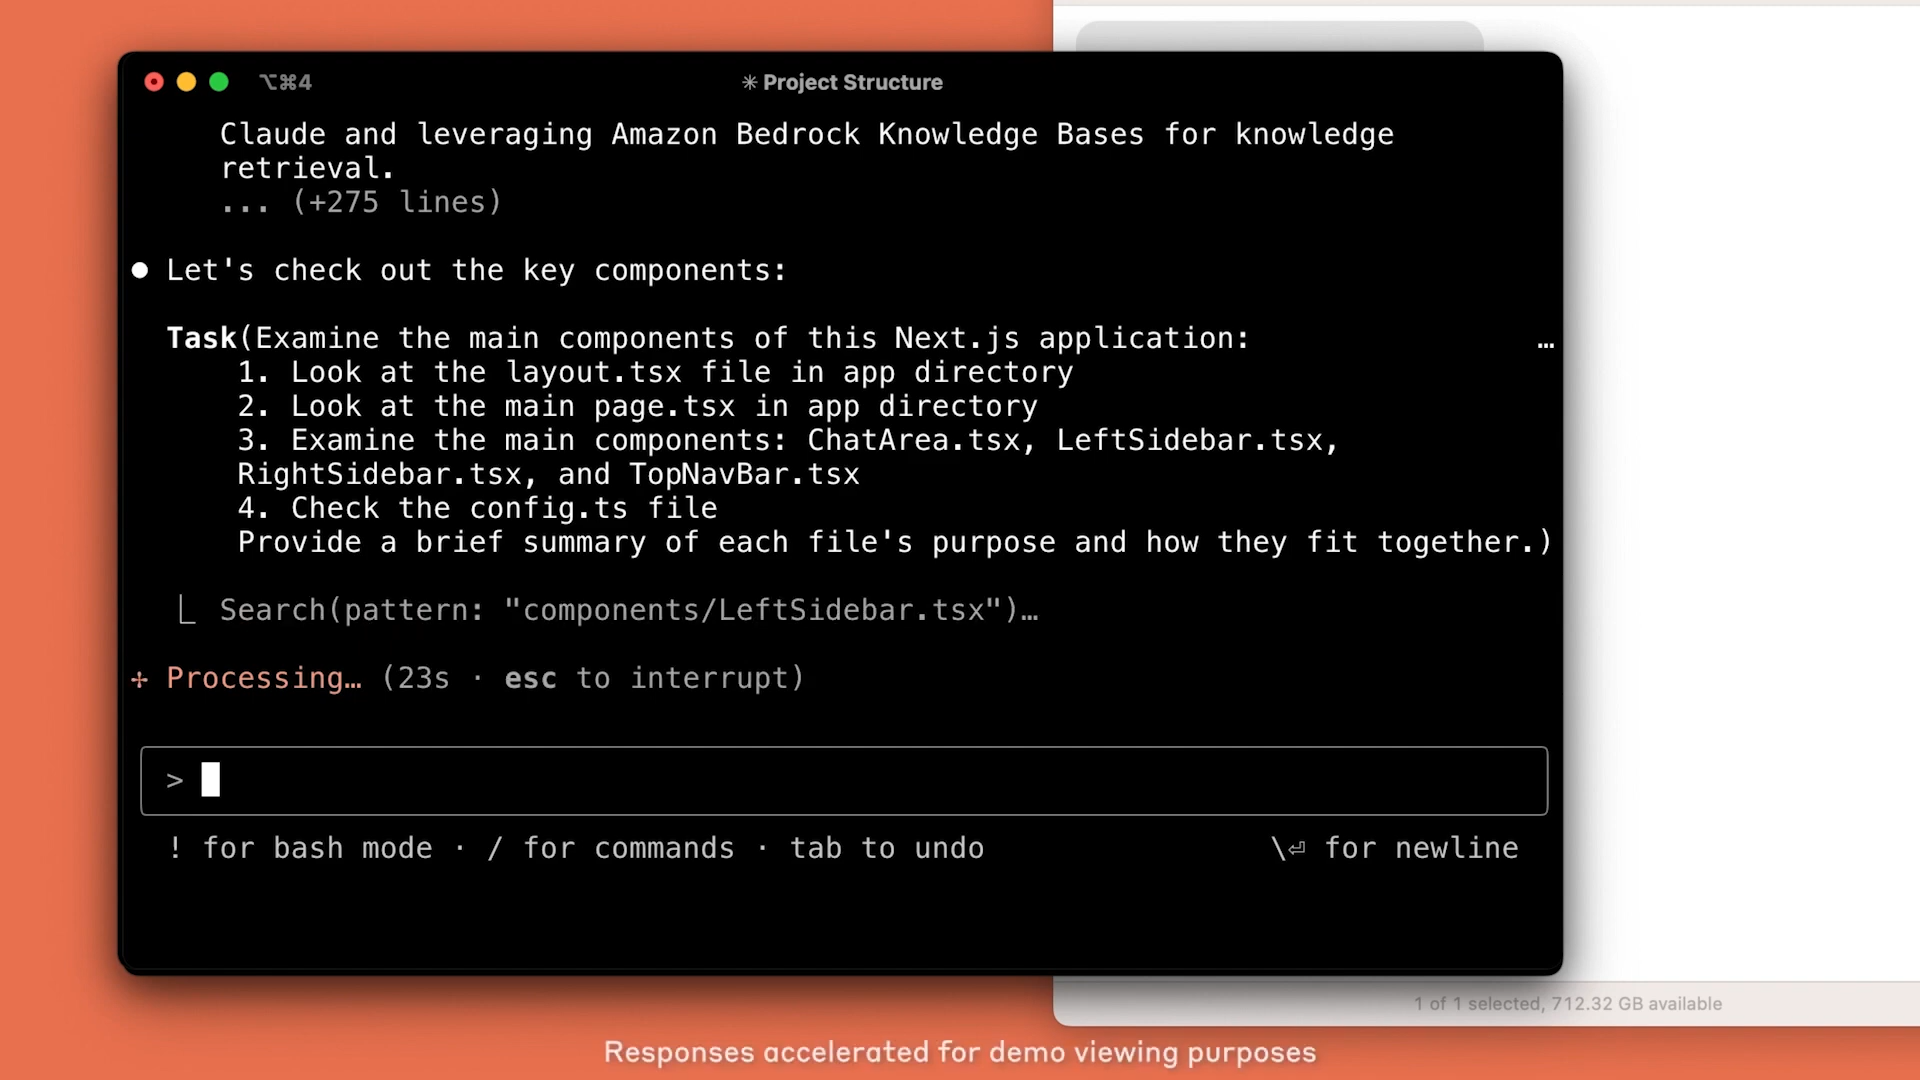 ⌥⌘4
✳ Project Structure
Claude and leveraging Amazon Bedrock Knowledge Bases for knowledge
retrieval.
... (+275 lines)
● Let's check out the key components:
Task(Examine the main components of this Next.js application: …
1. Look at the layout.tsx file in app directory
2. Look at the main page.tsx in app directory
3. Examine the main components: ChatArea.tsx, LeftSidebar.tsx,
RightSidebar.tsx, and TopNavBar.tsx
4. Check the config.ts file
Provide a brief summary of each file's purpose and how they fit together.)
⎿ Search(pattern: "components/LeftSidebar.tsx")…
✢ Processing… (23s · esc to interrupt)
>
! for bash mode · / for commands · tab to undo \⏎ for newline
1 of 1 selected, 712.32 GB available
Responses accelerated for demo viewing purposes